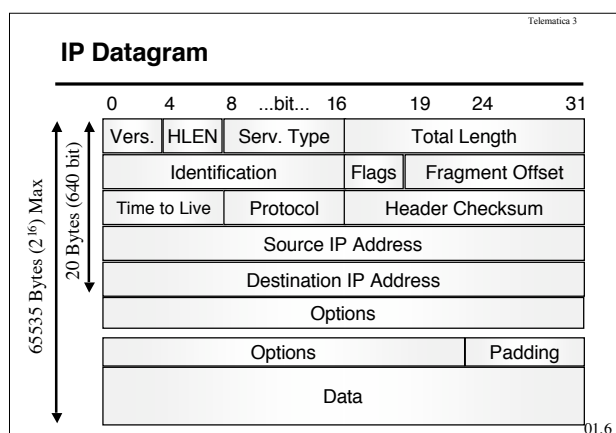 Telematica 3
IP Datagram
0 4 8 ...bit... 16 19 24 31
Vers. HLEN Serv. Type Total Length
Identification Flags Fragment Offset
Time to Live Protocol Header Checksum
Source IP Address
Destination IP Address
Options
Options Padding
Data
65535 Bytes (2¹⁶) Max
20 Bytes (640 bit)
01.6